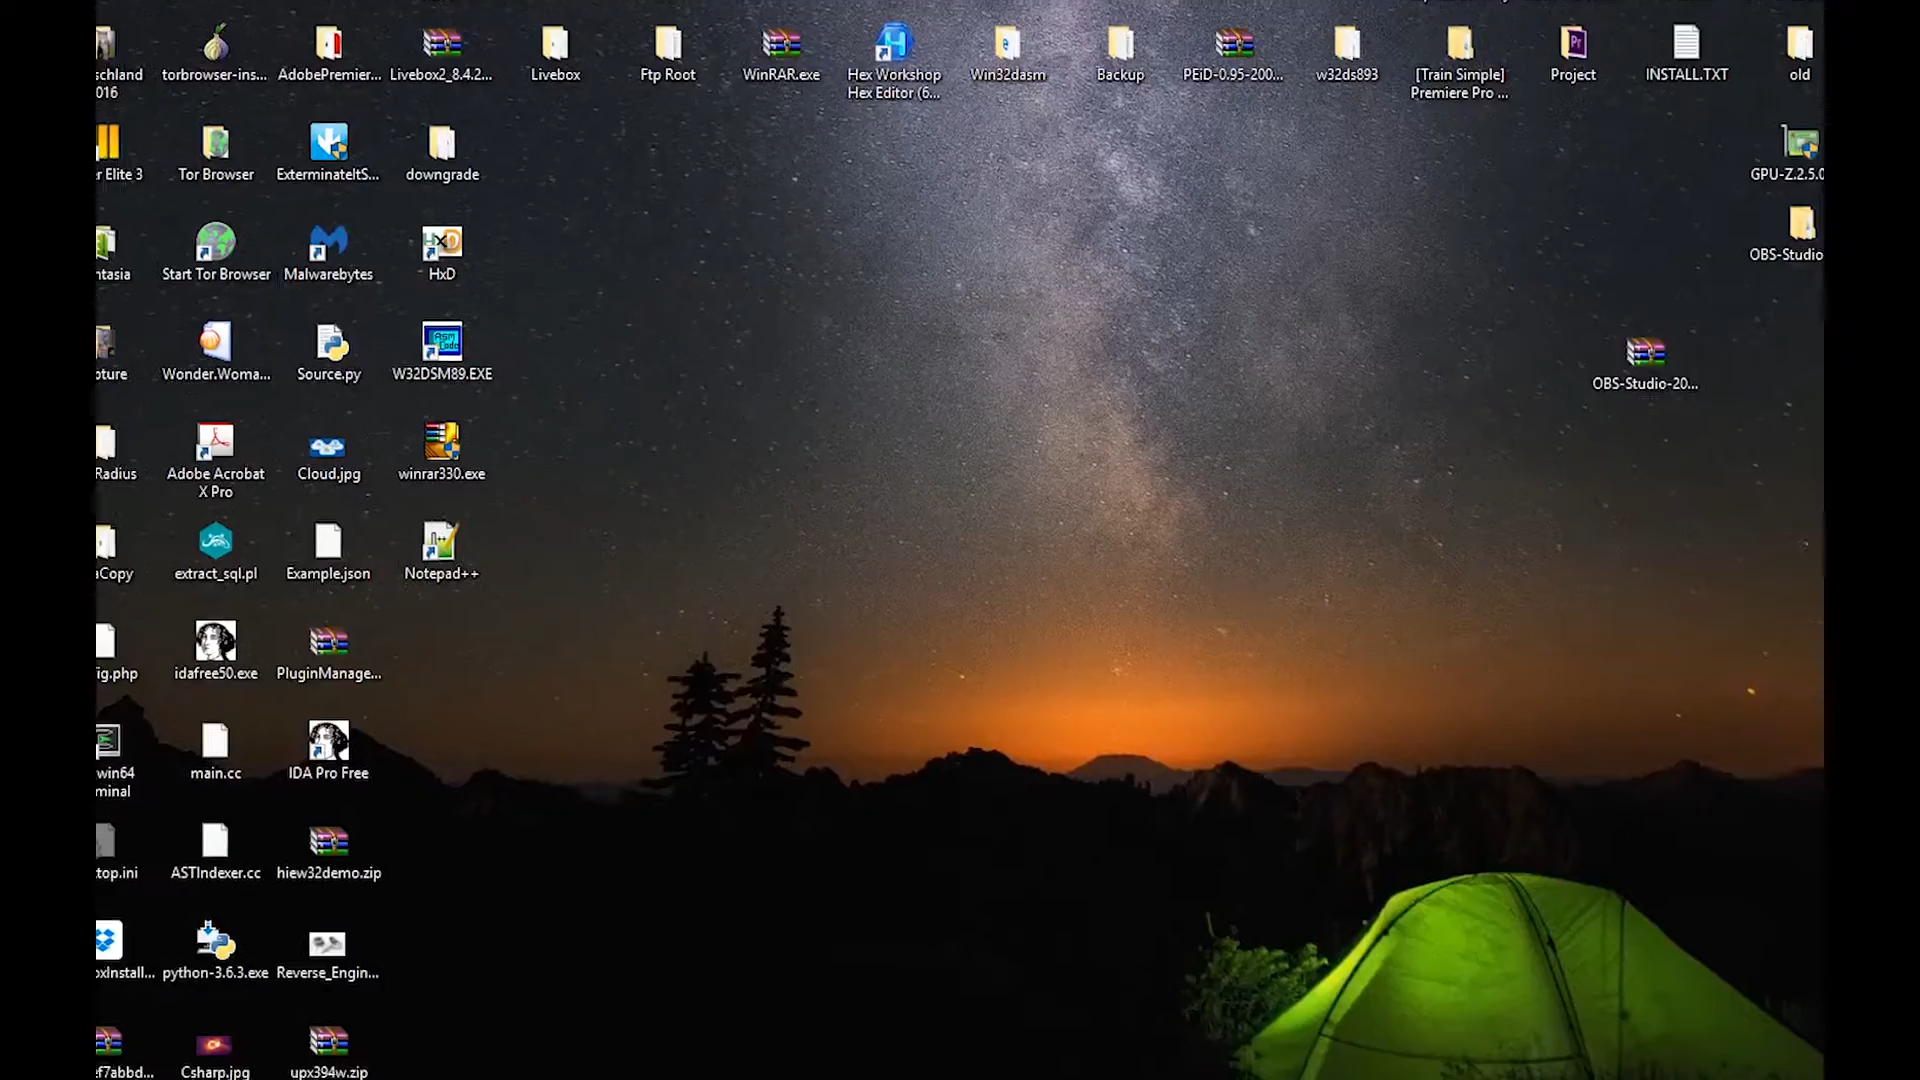 schland
016
torbrowser-ins...
AdobePremier...
Livebox2_8.4.2...
Livebox
Ftp Root
WinRAR.exe
Hex Workshop
Hex Editor (6...
Win32dasm
Backup
PEiD-0.95-200...
w32ds893
[Train Simple]
Premiere Pro ...
Project
INSTALL.TXT
old
r Elite 3
Tor Browser
ExterminateItS...
downgrade
GPU-Z.2.5.0
ntasia
Start Tor Browser
Malwarebytes
HxD
OBS-Studio
pture
Wonder.Woma...
Source.py
W32DSM89.EXE
OBS-Studio-20...
Radius
Adobe Acrobat
X Pro
Cloud.jpg
winrar330.exe
aCopy
extract_sql.pl
Example.json
Notepad++
ig.php
idafree50.exe
PluginManage...
win64
minal
main.cc
IDA Pro Free
top.ini
ASTIndexer.cc
hiew32demo.zip
oxInstall...
python-3.6.3.exe
Reverse_Engin...
ef7abbd...
Csharp.jpg
upx394w.zip